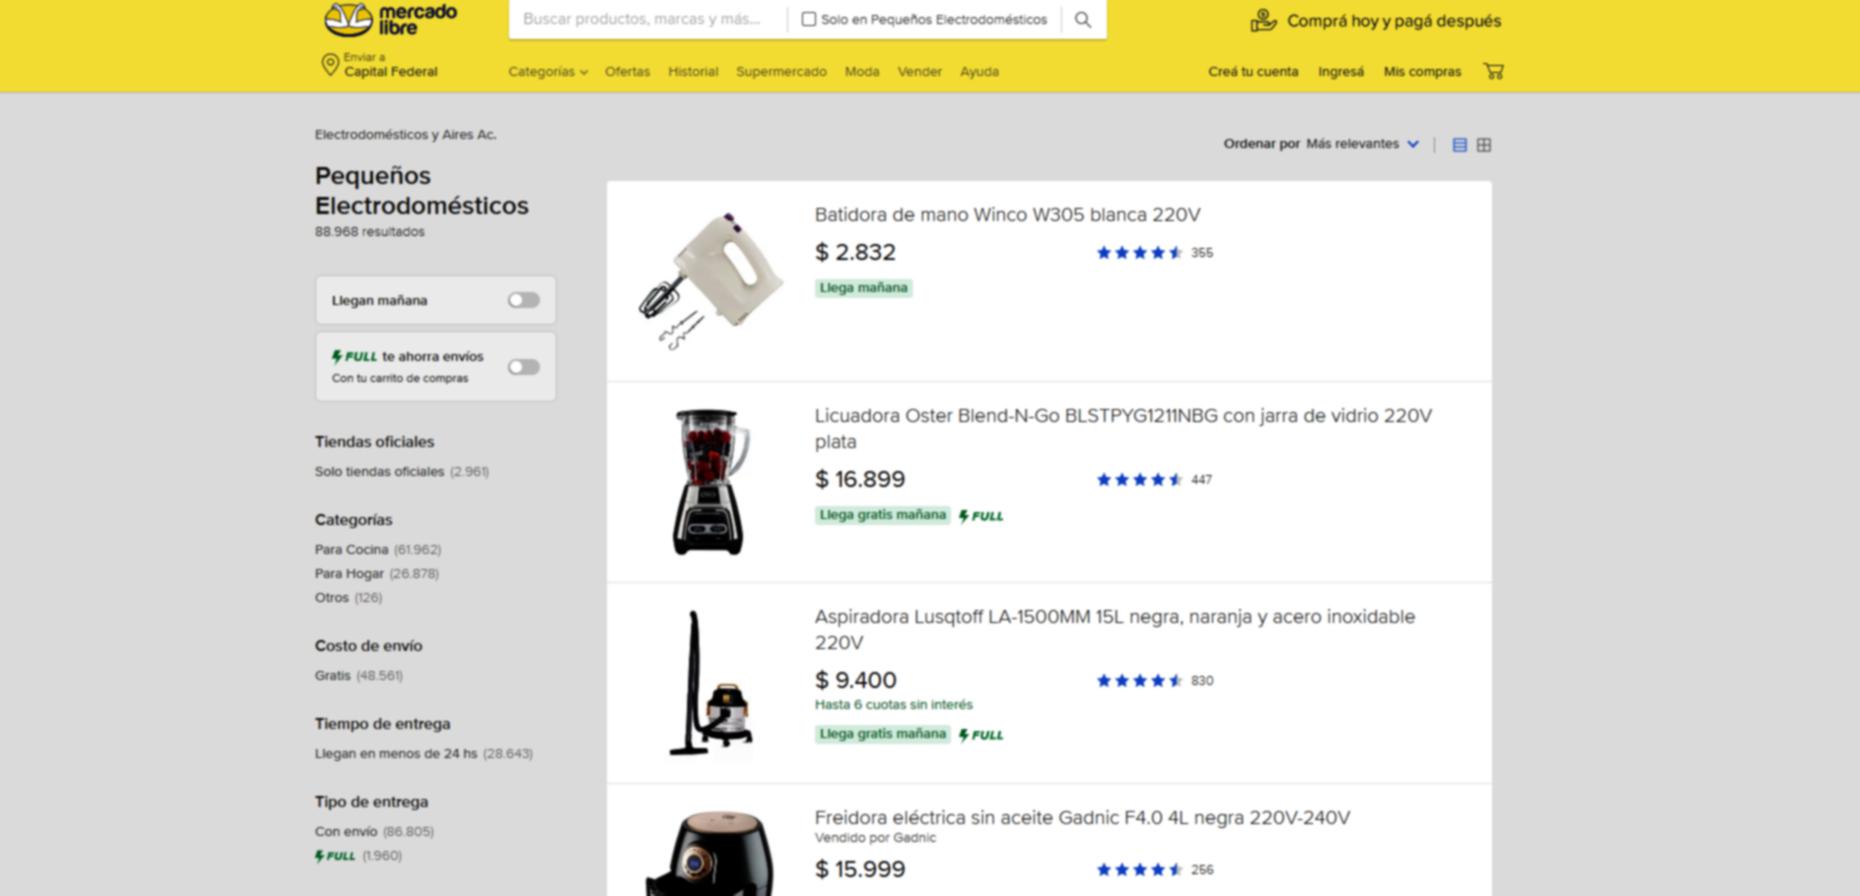 mercado
libre
Buscar productos, marcas y más...
Solo en Pequeños Electrodomésticos
Comprá hoy y pagá después
Enviar a
Capital Federal
Categorías Ofertas Historial Supermercado Moda Vender Ayuda
Creá tu cuenta Ingresá Mis compras
Electrodomésticos y Aires Ac.
Pequeños
Electrodomésticos
88.968 resultados
Llegan mañana
FULL te ahorra envíos
Con tu carrito de compras
Tiendas oficiales
Solo tiendas oficiales (2.961)
Categorías
Para Cocina (61.962)
Para Hogar (26.878)
Otros (126)
Costo de envío
Gratis (48.561)
Tiempo de entrega
Llegan en menos de 24 hs (28.643)
Tipo de entrega
Con envío (86.805)
FULL (1.960)
Ordenar por Más relevantes
Batidora de mano Winco W305 blanca 220V
$ 2.832
355
Llega mañana
Licuadora Oster Blend-N-Go BLSTPYG1211NBG con jarra de vidrio 220V
plata
$ 16.899
447
Llega gratis mañana FULL
Aspiradora Lusqtoff LA-1500MM 15L negra, naranja y acero inoxidable
220V
$ 9.400
830
Hasta 6 cuotas sin interés
Llega gratis mañana FULL
Freidora eléctrica sin aceite Gadnic F4.0 4L negra 220V-240V
Vendido por Gadnic
$ 15.999
256